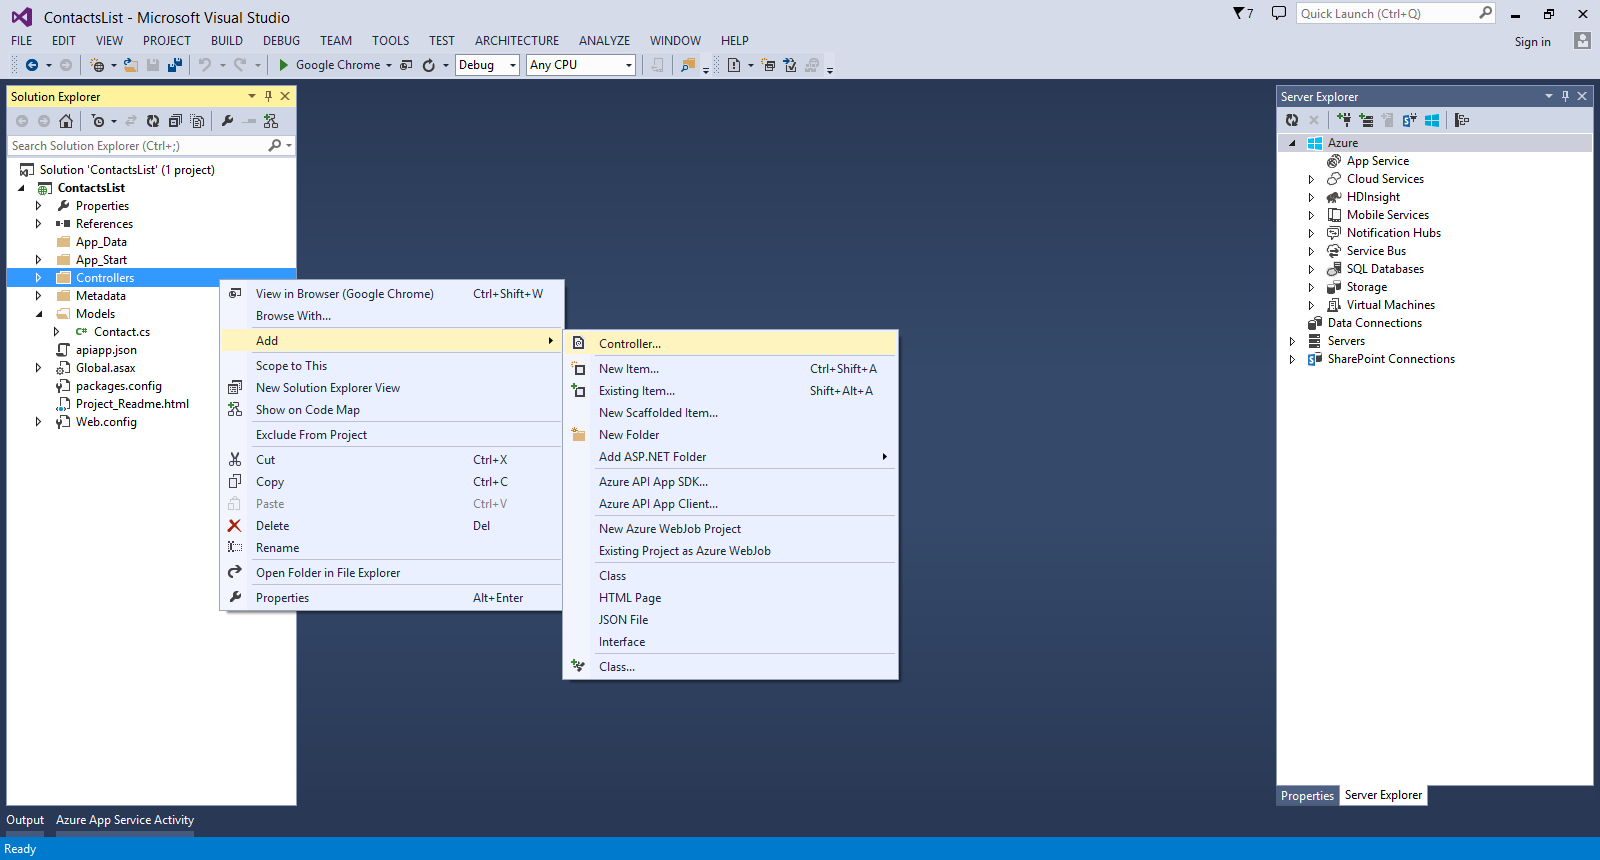 ContactsList - Microsoft Visual Studio
7
Quick Launch (Ctrl+Q)
FILE EDIT VIEW PROJECT BUILD DEBUG TEAM TOOLS TEST ARCHITECTURE ANALYZE WINDOW HELP
Sign in
Google Chrome Debug Any CPU
Solution Explorer
Search Solution Explorer (Ctrl+;)
Solution 'ContactsList' (1 project)
ContactsList
Properties
References
App_Data
App_Start
Controllers
Metadata
Models
C# Contact.cs
apiapp.json
Global.asax
packages.config
Project_Readme.html
Web.config
View in Browser (Google Chrome) Ctrl+Shift+W
Browse With...
Add
Scope to This
New Solution Explorer View
Show on Code Map
Exclude From Project
Cut Ctrl+X
Copy Ctrl+C
Paste Ctrl+V
Delete Del
Rename
Open Folder in File Explorer
Properties Alt+Enter
Controller...
New Item... Ctrl+Shift+A
Existing Item... Shift+Alt+A
New Scaffolded Item...
New Folder
Add ASP.NET Folder
Azure API App SDK...
Azure API App Client...
New Azure WebJob Project
Existing Project as Azure WebJob
Class
HTML Page
JSON File
Interface
Class...
Server Explorer
Azure
App Service
Cloud Services
HDInsight
Mobile Services
Notification Hubs
Service Bus
SQL Databases
Storage
Virtual Machines
Data Connections
Servers
SharePoint Connections
Properties Server Explorer
Output Azure App Service Activity
Ready